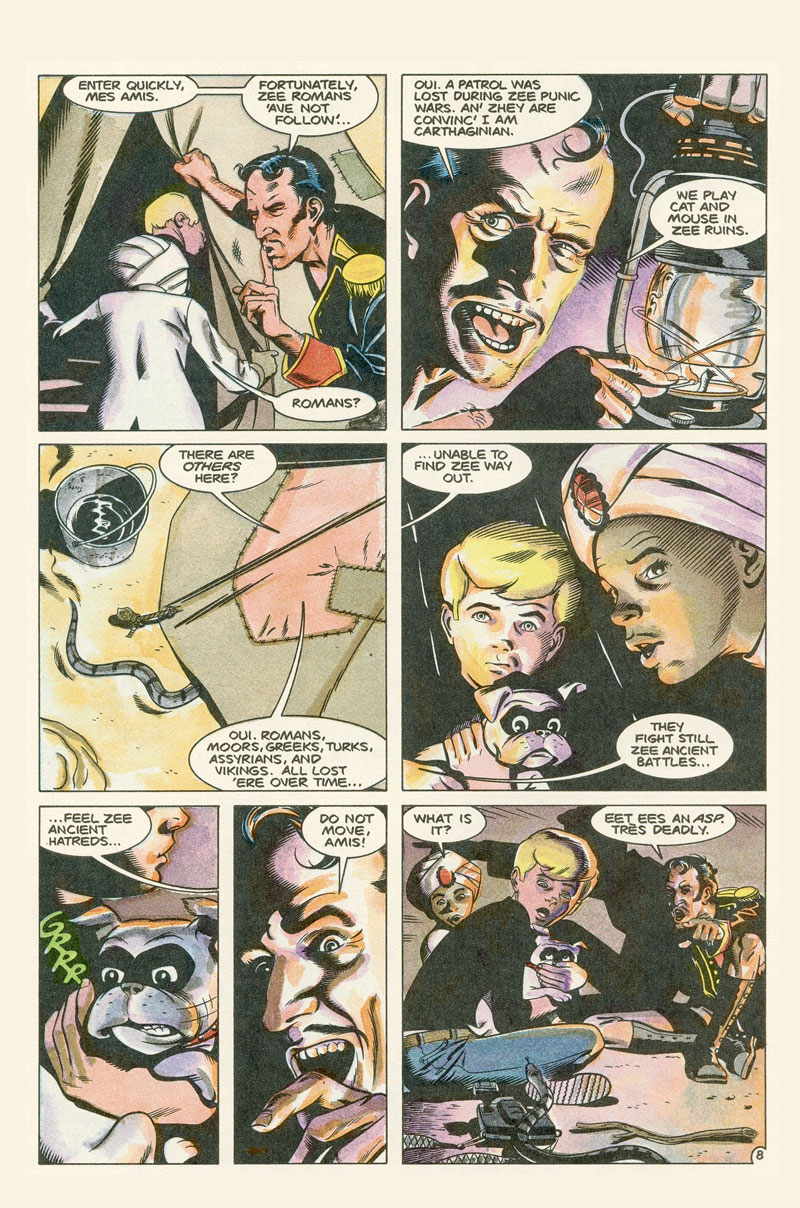 ENTER QUICKLY,
MES AMIS.
FORTUNATELY,
ZEE ROMANS
'AVE NOT
FOLLOW'...
ROMANS?
OUI. A PATROL WAS
LOST DURING ZEE PUNIC
WARS. AN' ZHEY ARE
CONVINC' I AM
CARTHAGINIAN.
WE PLAY
CAT AND
MOUSE IN
ZEE RUINS.
THERE ARE
OTHERS
HERE?
OUI. ROMANS,
MOORS, GREEKS, TURKS,
ASSYRIANS, AND
VIKINGS. ALL LOST
'ERE OVER TIME...
...UNABLE TO
FIND ZEE WAY
OUT.
THEY
FIGHT STILL
ZEE ANCIENT
BATTLES...
...FEEL ZEE
ANCIENT
HATREDS...
GRRR
DO NOT
MOVE,
AMIS!
WHAT IS
IT?
EET EES AN ASP.
TRÈS DEADLY.
8